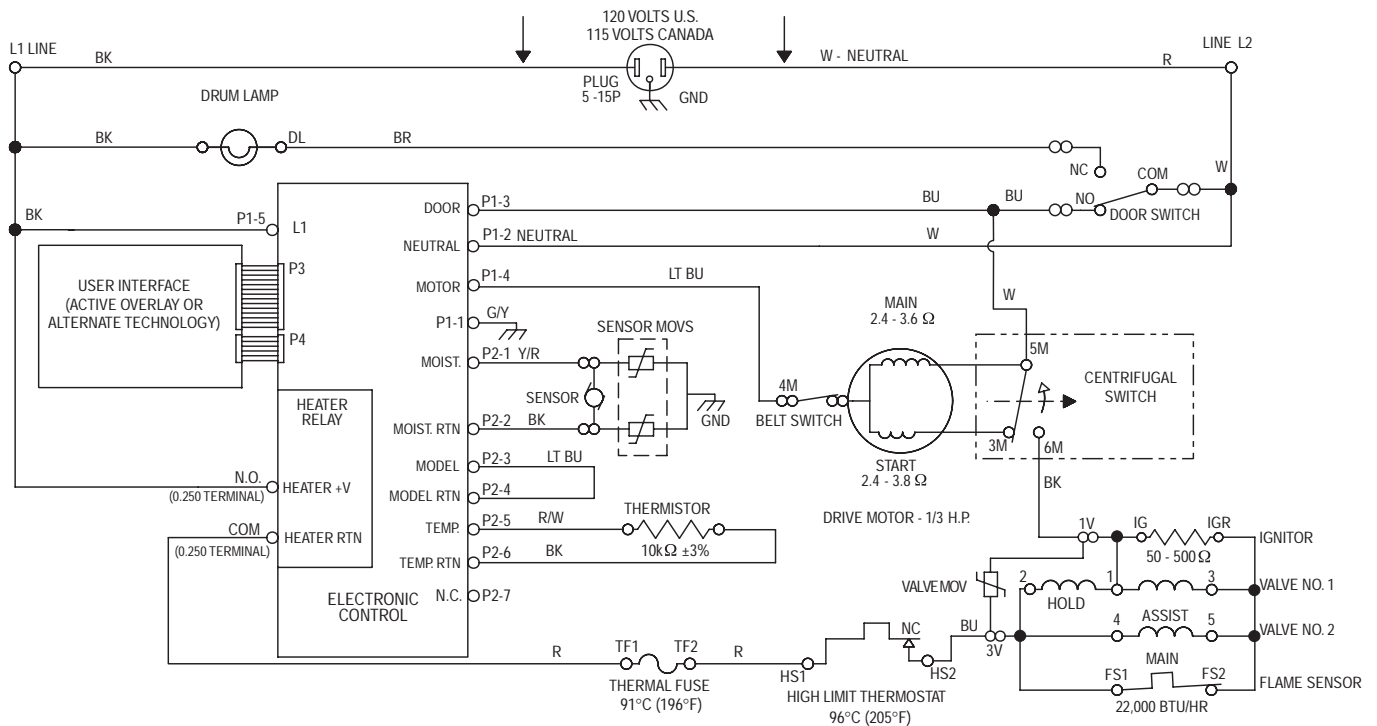 120 VOLTS U.S.
115 VOLTS CANADA
L1 LINE
BK
W - NEUTRAL
R
LINE L2
PLUG
5 -15P
GND
DRUM LAMP
BK
DL
BR
NC
COM
W
NO
DOOR SWITCH
BK
P1-5
L1
DOOR
P1-3
BU
BU
NEUTRAL
P1-2
NEUTRAL
W
MOTOR
P1-4
LT BU
P1-1
G/Y
P3
USER INTERFACE
(ACTIVE OVERLAY OR
ALTERNATE TECHNOLOGY)
P4
SENSOR MOVS
MOIST.
P2-1
Y/R
SENSOR
GND
MOIST. RTN
P2-2
BK
MAIN
2.4 - 3.6 Ω
W
5M
CENTRIFUGAL
SWITCH
4M
BELT SWITCH
3M
6M
START
2.4 - 3.8 Ω
BK
DRIVE MOTOR - 1/3 H.P.
HEATER
RELAY
MODEL
P2-3
LT BU
MODEL RTN
P2-4
N.O.
(0.250 TERMINAL)
HEATER +V
COM
(0.250 TERMINAL)
HEATER RTN
TEMP.
P2-5
R/W
THERMISTOR
10kΩ ±3%
TEMP. RTN
P2-6
BK
N.C.
P2-7
ELECTRONIC
CONTROL
1V
IG
IGR
IGNITOR
50 - 500 Ω
VALVE MOV
2
HOLD
1
3
VALVE NO. 1
BU
3V
4
ASSIST
5
VALVE NO. 2
R
TF1
TF2
R
THERMAL FUSE
91°C (196°F)
HS1
NC
HS2
HIGH LIMIT THERMOSTAT
96°C (205°F)
FS1
MAIN
FS2
FLAME SENSOR
22,000 BTU/HR